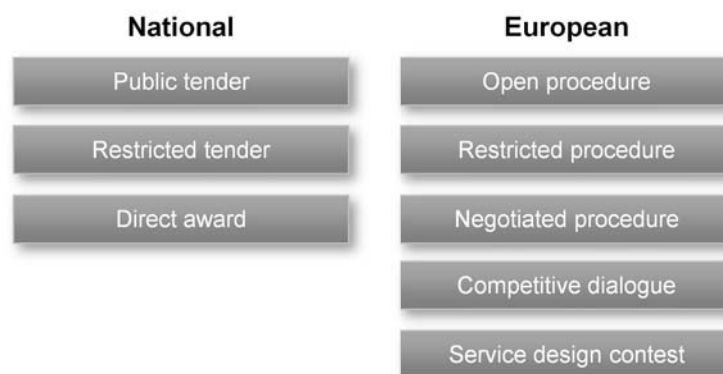 National
Public tender
Restricted tender
Direct award
European
Open procedure
Restricted procedure
Negotiated procedure
Competitive dialogue
Service design contest